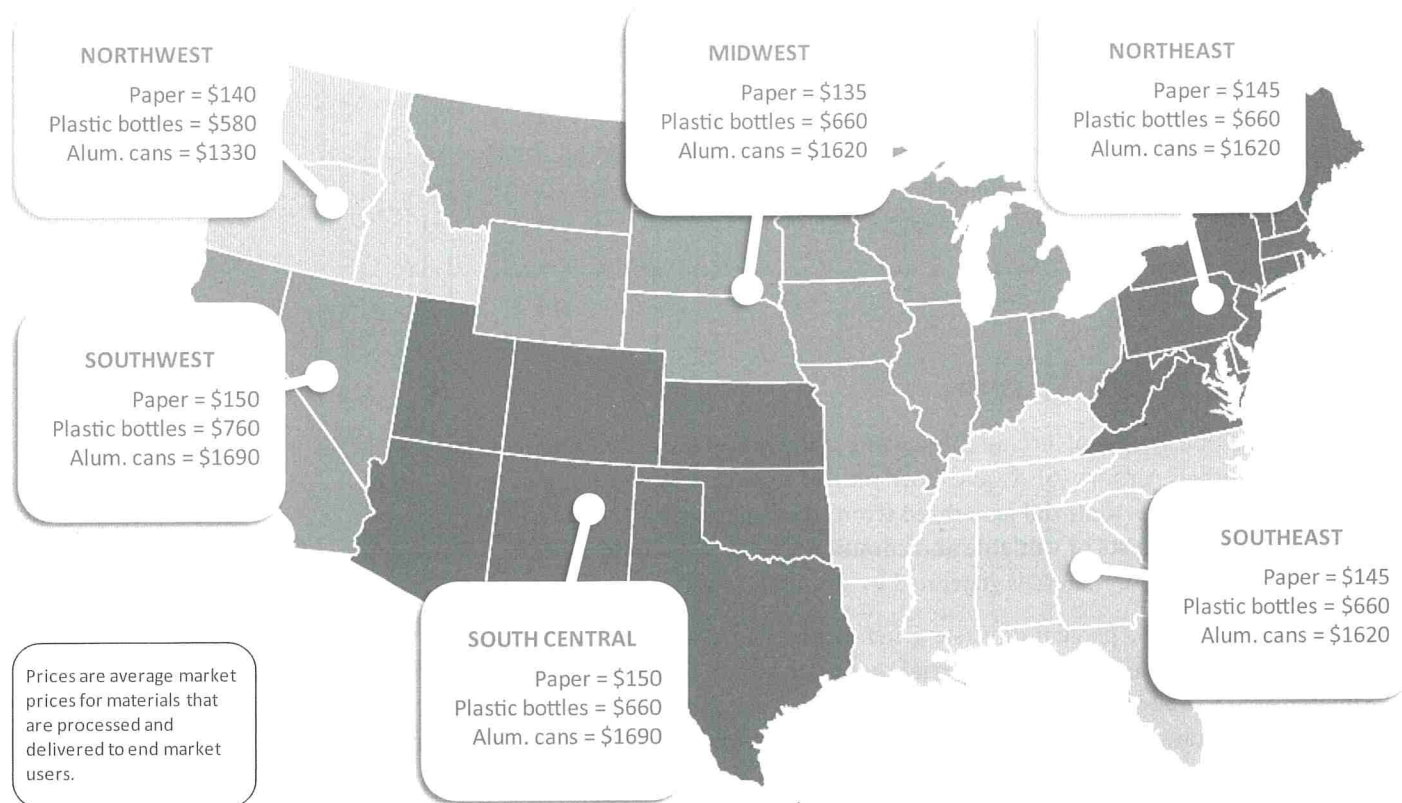 NORTHWEST
Paper = $140
Plastic bottles = $580
Alum. cans = $1330
MIDWEST
Paper = $135
Plastic bottles = $660
Alum. cans = $1620
NORTHEAST
Paper = $145
Plastic bottles = $660
Alum. cans = $1620
SOUTHWEST
Paper = $150
Plastic bottles = $760
Alum. cans = $1690
SOUTH CENTRAL
Paper = $150
Plastic bottles = $660
Alum. cans = $1690
SOUTHEAST
Paper = $145
Plastic bottles = $660
Alum. cans = $1620
Prices are average market
prices for materials that
are processed and
delivered to end market
users.